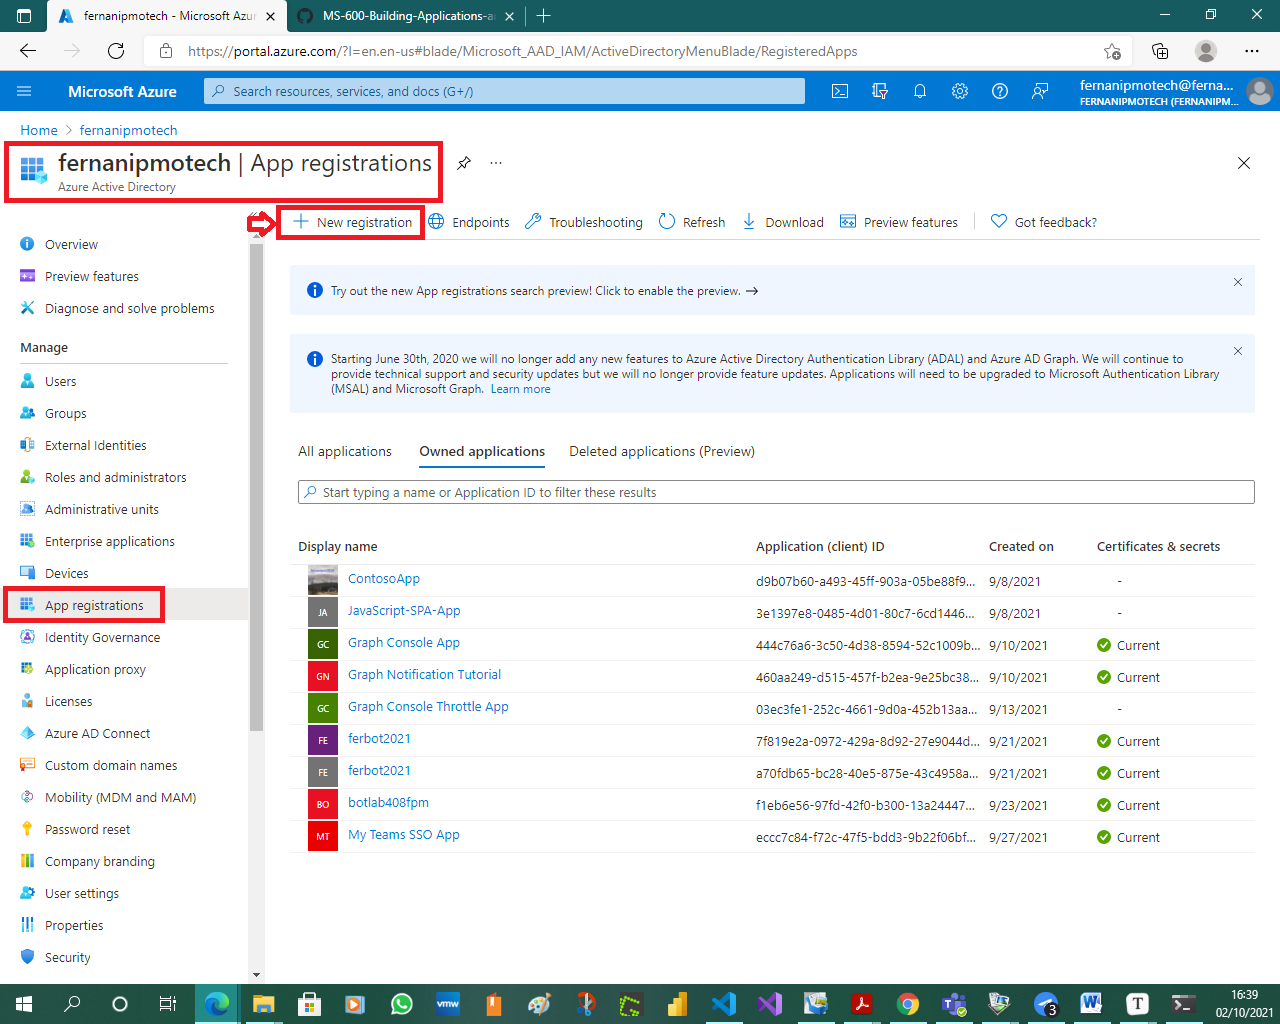 fernanipmotech - Microsoft Azur
MS-600-Building-Applications-a
https://portal.azure.com/?l=en.en-us#blade/Microsoft_AAD_IAM/ActiveDirectoryMenuBlade/RegisteredApps
Microsoft Azure
Search resources, services, and docs (G+/)
fernanipmotech@ferna...
FERNANIPMOTECH (FERNANIPM...
Home > fernanipmotech
fernanipmotech | App registrations
Azure Active Directory
New registration
Endpoints
Troubleshooting
Refresh
Download
Preview features
Got feedback?
Overview
Preview features
Diagnose and solve problems
Manage
Users
Groups
External Identities
Roles and administrators
Administrative units
Enterprise applications
Devices
App registrations
Identity Governance
Application proxy
Licenses
Azure AD Connect
Custom domain names
Mobility (MDM and MAM)
Password reset
Company branding
User settings
Properties
Security
Try out the new App registrations search preview! Click to enable the preview. →
Starting June 30th, 2020 we will no longer add any new features to Azure Active Directory Authentication Library (ADAL) and Azure AD Graph. We will continue to
provide technical support and security updates but we will no longer provide feature updates. Applications will need to be upgraded to Microsoft Authentication Library
(MSAL) and Microsoft Graph. Learn more
All applications
Owned applications
Deleted applications (Preview)
Start typing a name or Application ID to filter these results
Display name Application (client) ID Created on Certificates & secrets
ContosoApp d9b07b60-a493-45ff-903a-05be88f9... 9/8/2021 -
JA JavaScript-SPA-App 3e1397e8-0485-4d01-80c7-6cd1446... 9/8/2021 -
GC Graph Console App 444c76a6-3c50-4d38-8594-52c1009b... 9/10/2021 Current
GN Graph Notification Tutorial 460aa249-d515-457f-b2ea-9e25bc38... 9/10/2021 Current
GC Graph Console Throttle App 03ec3fe1-252c-4661-9d0a-452b13aa... 9/13/2021 -
FE ferbot2021 7f819e2a-0972-429a-8d92-27e9044d... 9/21/2021 Current
FE ferbot2021 a70fdb65-bc28-40e5-875e-43c4958a... 9/21/2021 Current
BO botlab408fpm f1eb6e56-97fd-42f0-b300-13a24447... 9/23/2021 Current
MT My Teams SSO App eccc7c84-f72c-47f5-bdd3-9b22f06bf... 9/27/2021 Current
vmw
3
T
16:39
02/10/2021